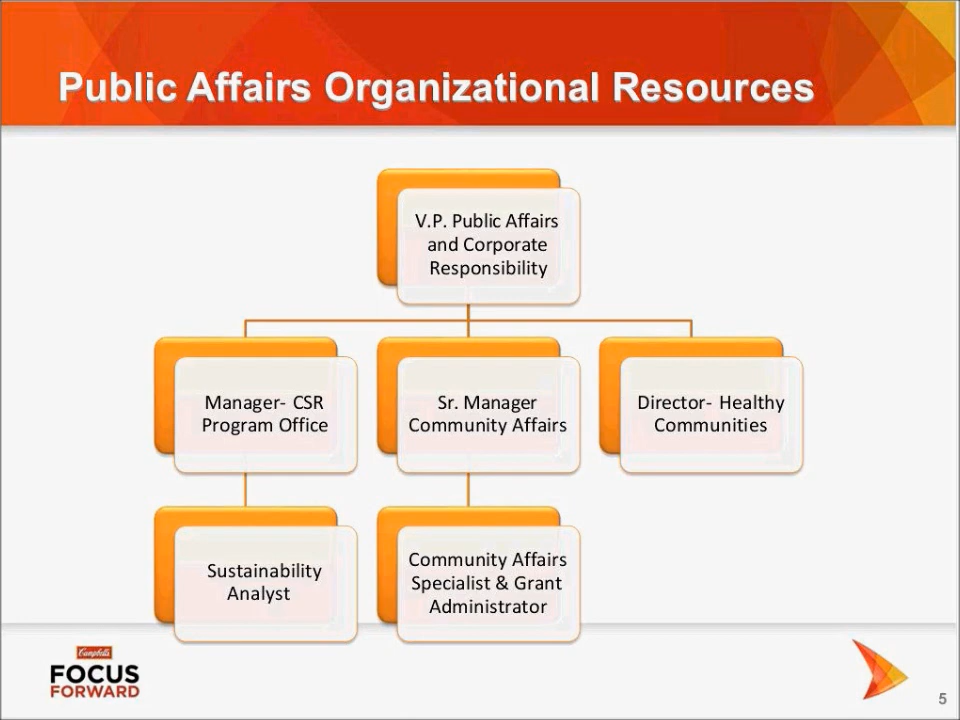 Public Affairs Organizational Resources
V.P. Public Affairs
and Corporate
Responsibility
Manager- CSR
Program Office
Sr. Manager
Community Affairs
Director- Healthy
Communities
Sustainability
Analyst
Community Affairs
Specialist & Grant
Administrator
Campbell's
FOCUS
FORWARD
5